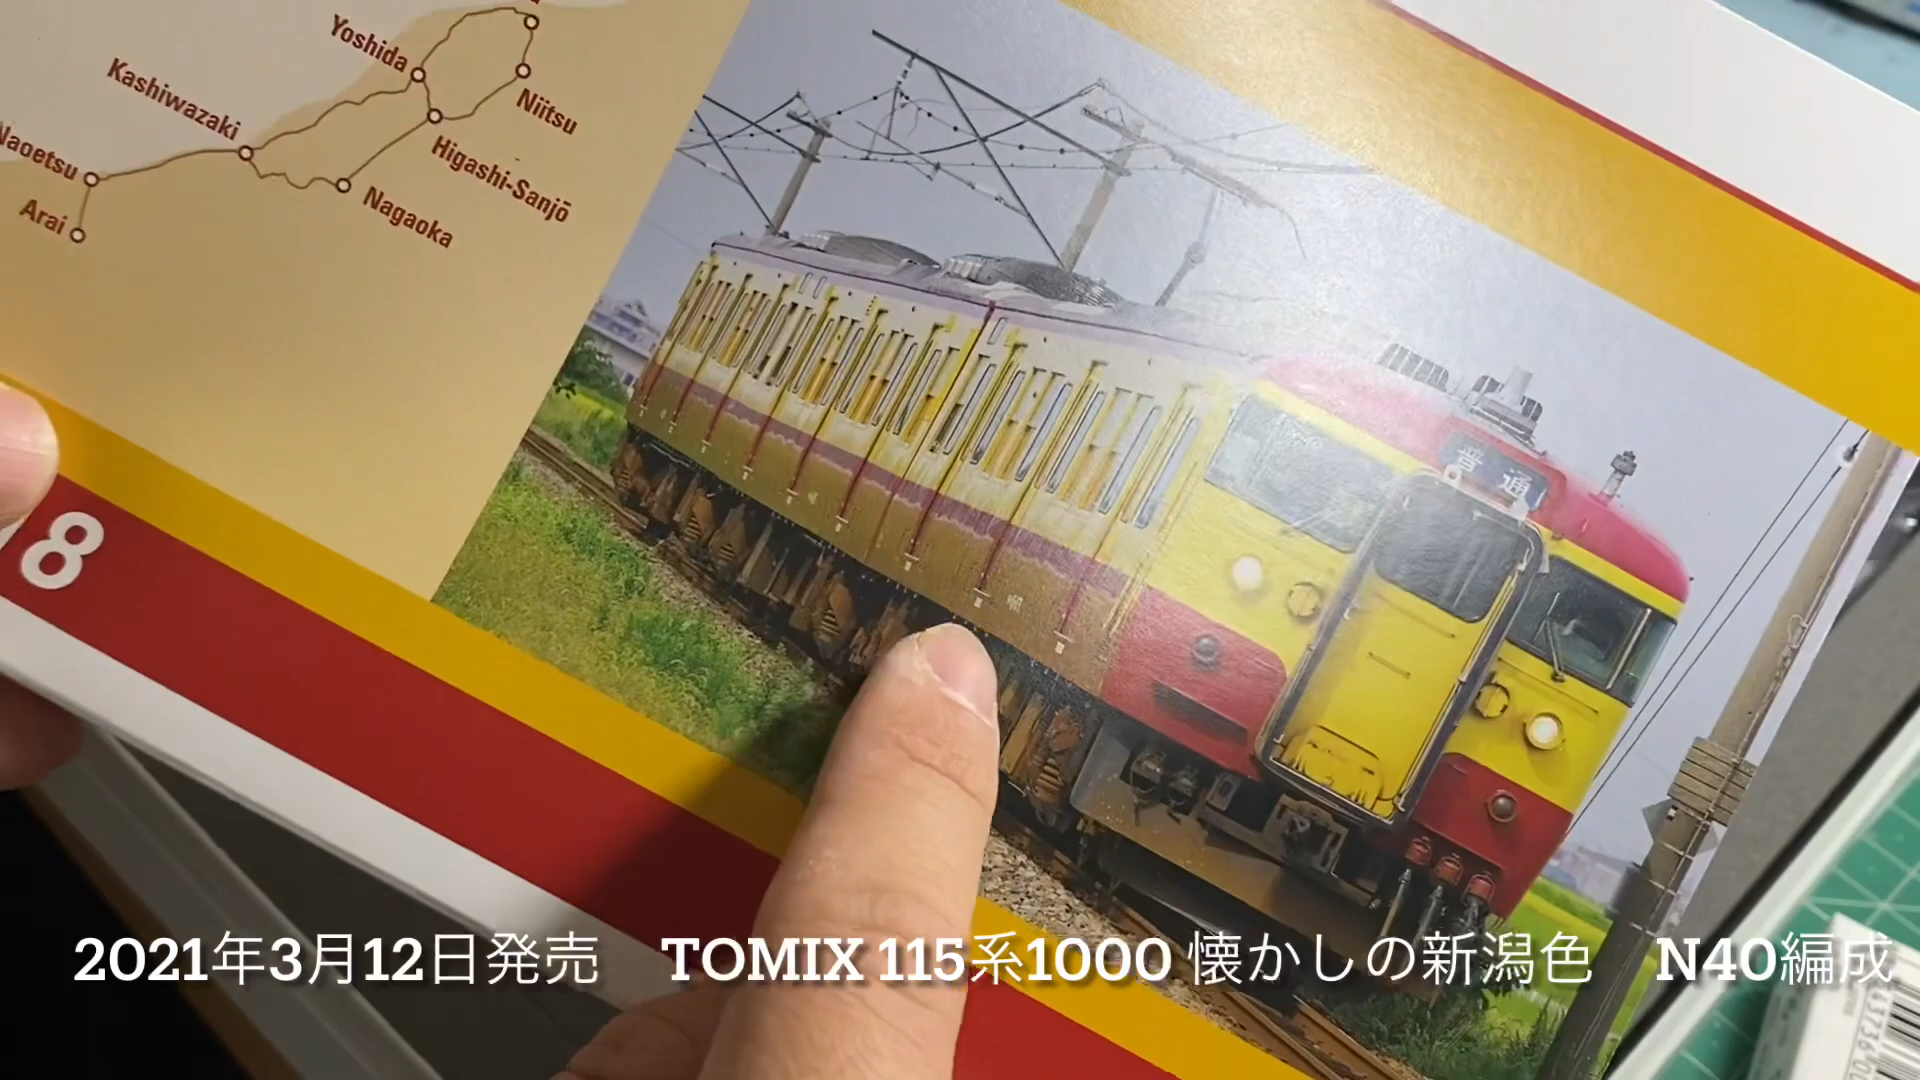 Yoshida
Kashiwazaki
Niitsu
Naoetsu
Higashi-Sanjō
Arai
Nagaoka
普通
8
2021年3月12日発売 TOMIX 115系1000 懐かしの新潟色 N40編成